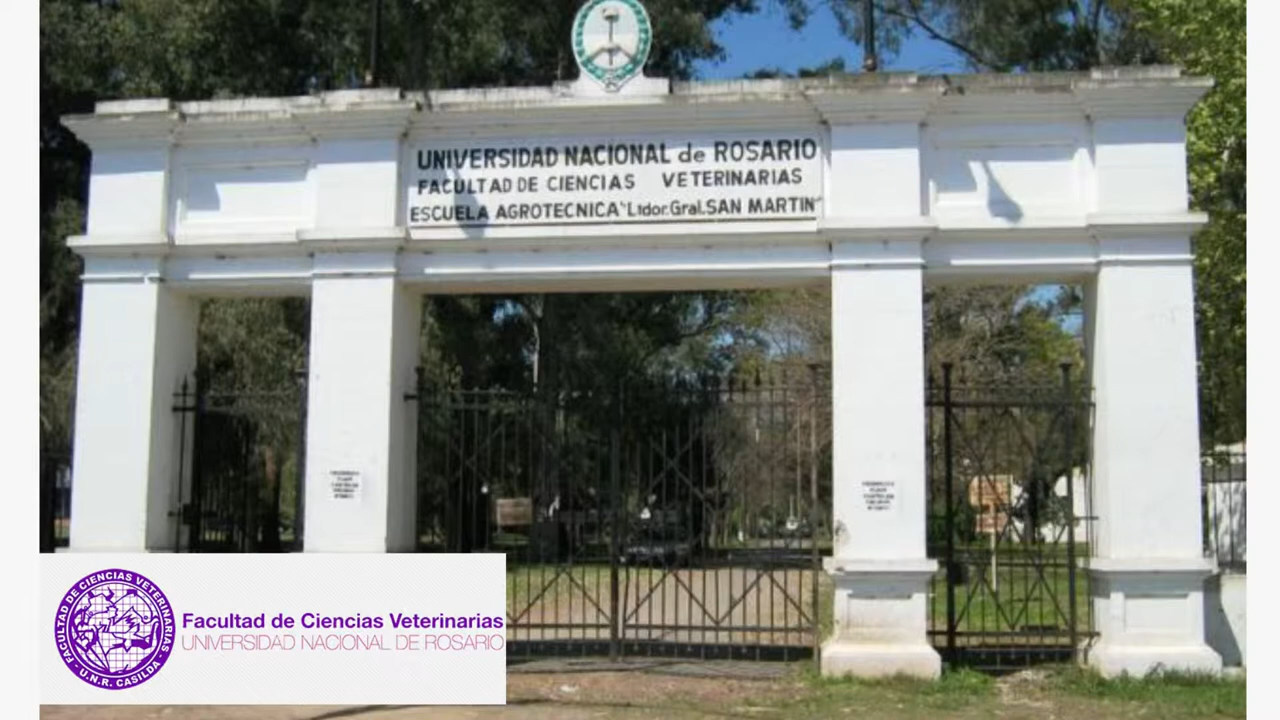 UNIVERSIDAD NACIONAL de ROSARIO
FACULTAD DE CIENCIAS VETERINARIAS
ESCUELA AGROTECNICA "Ltdor. Gral. SAN MARTIN"
FACULTAD DE CIENCIAS VETERINARIAS
- U.N.R. CASILDA -
Facultad de Ciencias Veterinarias
UNIVERSIDAD NACIONAL DE ROSARIO